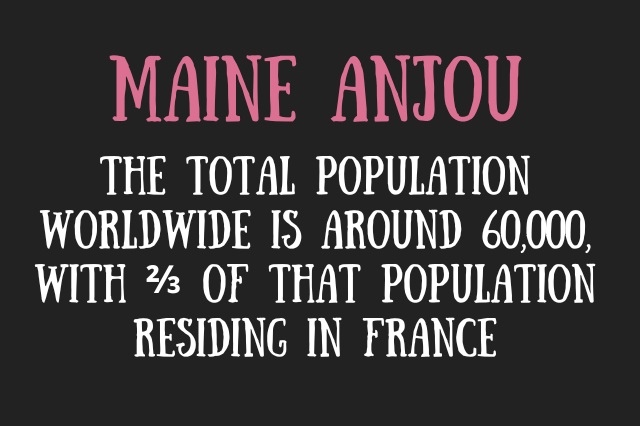 MAINE ANJOU
THE TOTAL POPULATION
WORLDWIDE IS AROUND 60,000,
WITH ⅔ OF THAT POPULATION
RESIDING IN FRANCE